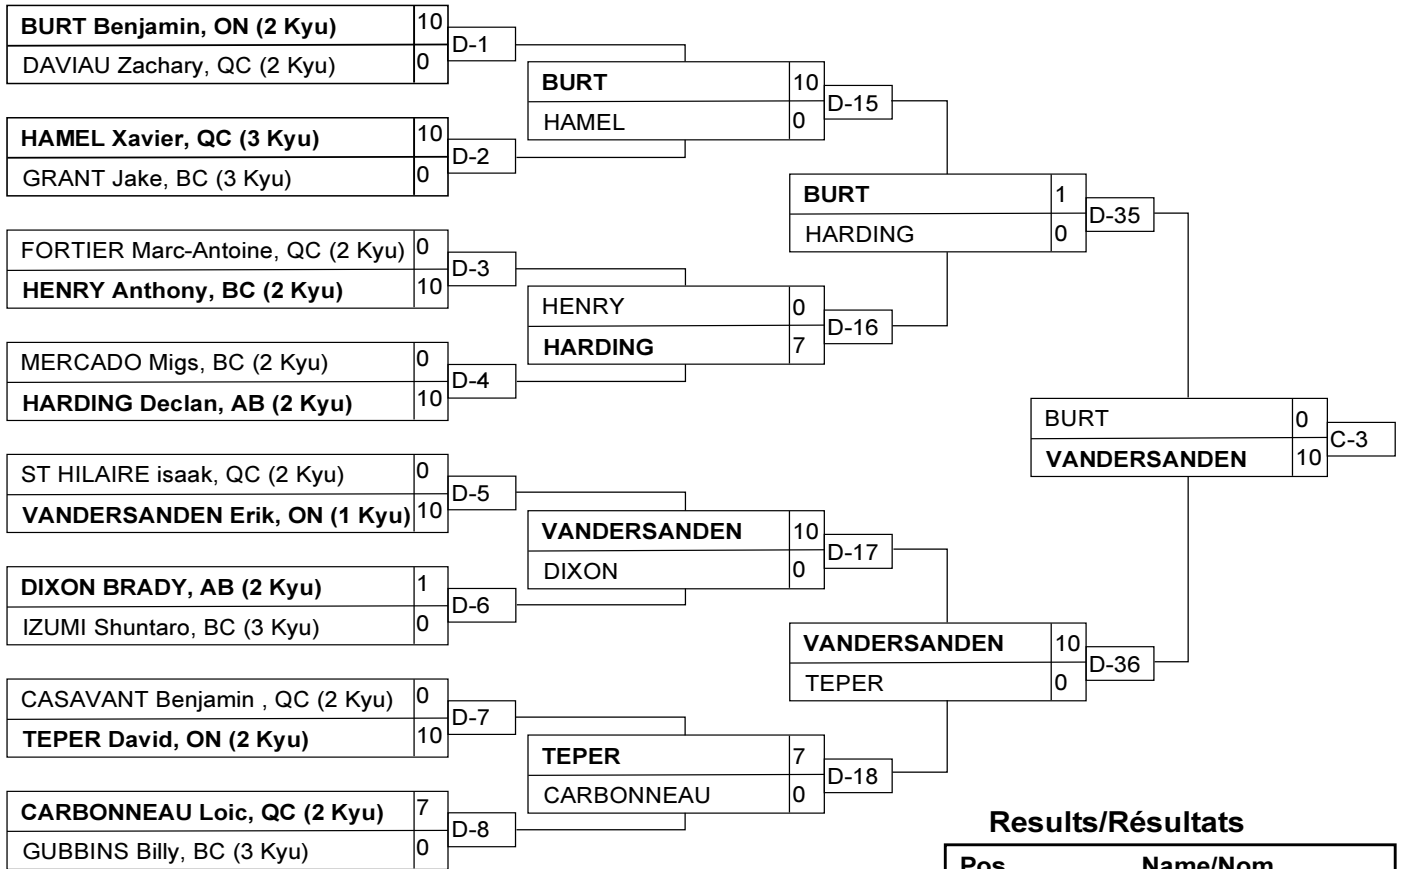 BURT Benjamin, ON (2 Kyu) 10
DAVIAU Zachary, QC (2 Kyu) 0
D-1
HAMEL Xavier, QC (3 Kyu) 10
GRANT Jake, BC (3 Kyu) 0
D-2
FORTIER Marc-Antoine, QC (2 Kyu) 0
HENRY Anthony, BC (2 Kyu) 10
D-3
MERCADO Migs, BC (2 Kyu) 0
HARDING Declan, AB (2 Kyu) 10
D-4
ST HILAIRE isaak, QC (2 Kyu) 0
VANDERSANDEN Erik, ON (1 Kyu) 10
D-5
DIXON BRADY, AB (2 Kyu) 1
IZUMI Shuntaro, BC (3 Kyu) 0
D-6
CASAVANT Benjamin , QC (2 Kyu) 0
TEPER David, ON (2 Kyu) 10
D-7
CARBONNEAU Loic, QC (2 Kyu) 7
GUBBINS Billy, BC (3 Kyu) 0
D-8
BURT 10
HAMEL 0
D-15
HENRY 0
HARDING 7
D-16
VANDERSANDEN 10
DIXON 0
D-17
TEPER 7
CARBONNEAU 0
D-18
BURT 1
HARDING 0
D-35
VANDERSANDEN 10
TEPER 0
D-36
BURT 0
VANDERSANDEN 10
C-3
Results/Résultats
Pos Name/Nom